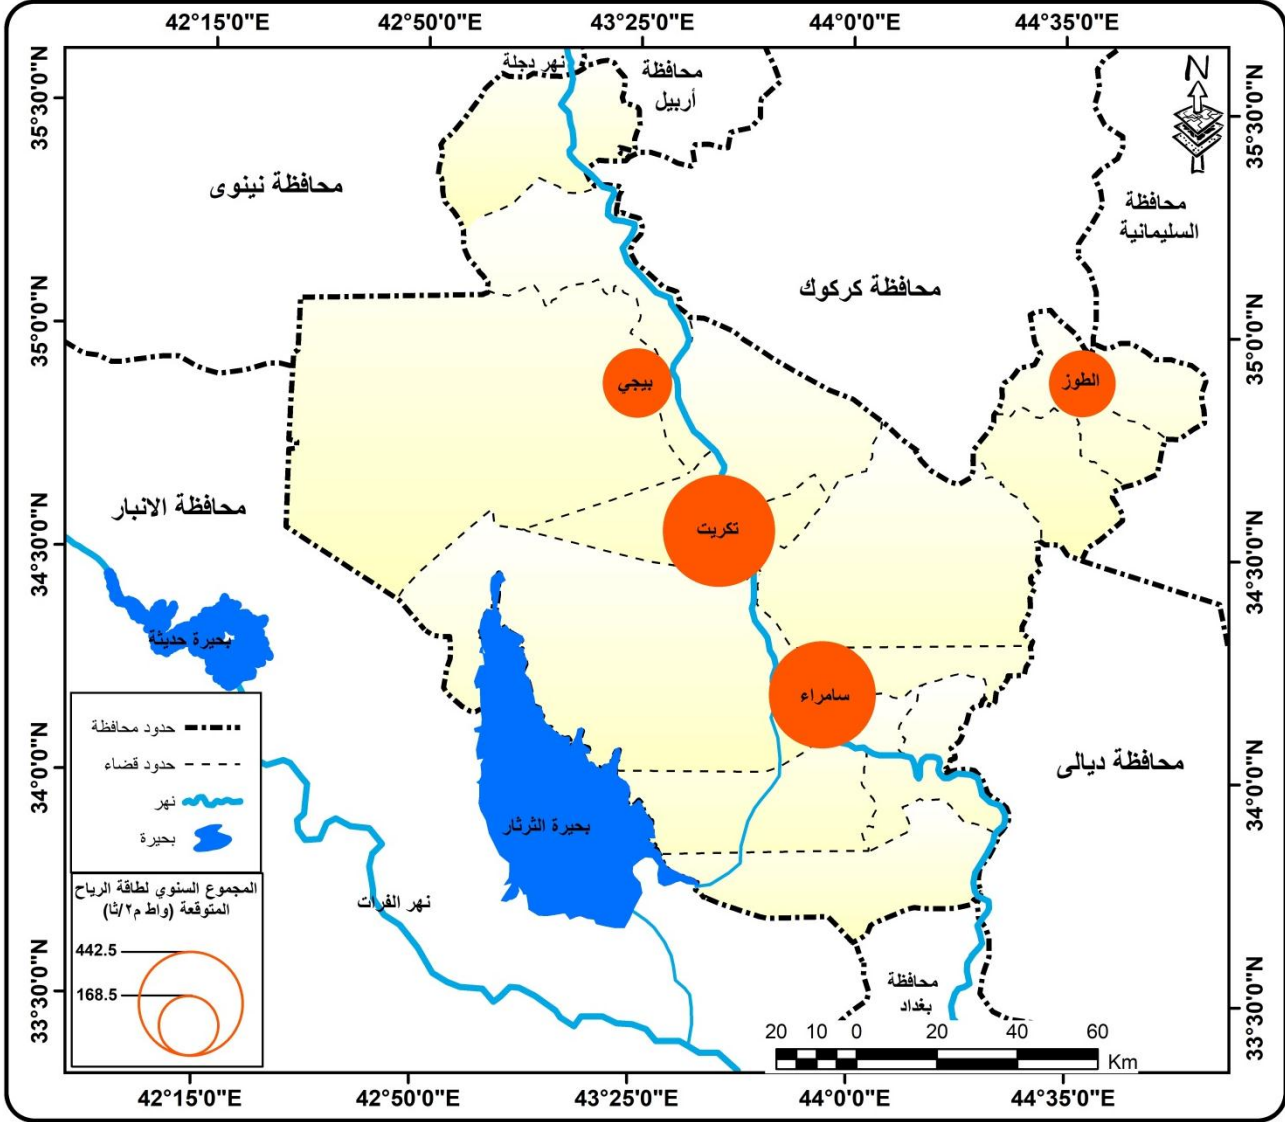 42°15'0"E 42°50'0"E 43°25'0"E 44°0'0"E 44°35'0"E
35°30'0"N
35°0'0"N
34°30'0"N
34°0'0"N
33°30'0"N
35°30'0"N
35°0'0"N
34°30'0"N
34°0'0"N
33°30'0"N
N
نهر دجلة
محافظة
أربيل
محافظة نينوى
محافظة
السليمانية
محافظة كركوك
بيجي
الطوز
محافظة الانبار
تكريت
بحيرة حديثة
سامراء
محافظة ديالى
بحيرة الثرثار
نهر الفرات
محافظة
بغداد
حدود محافظة
حدود قضاء
نهر
بحيرة
المجموع السنوي لطاقة الرياح
المتوقعة (واط م٢/ثا)
442.5
168.5
20 10 0 20 40 60
Km
42°15'0"E 42°50'0"E 43°25'0"E 44°0'0"E 44°35'0"E